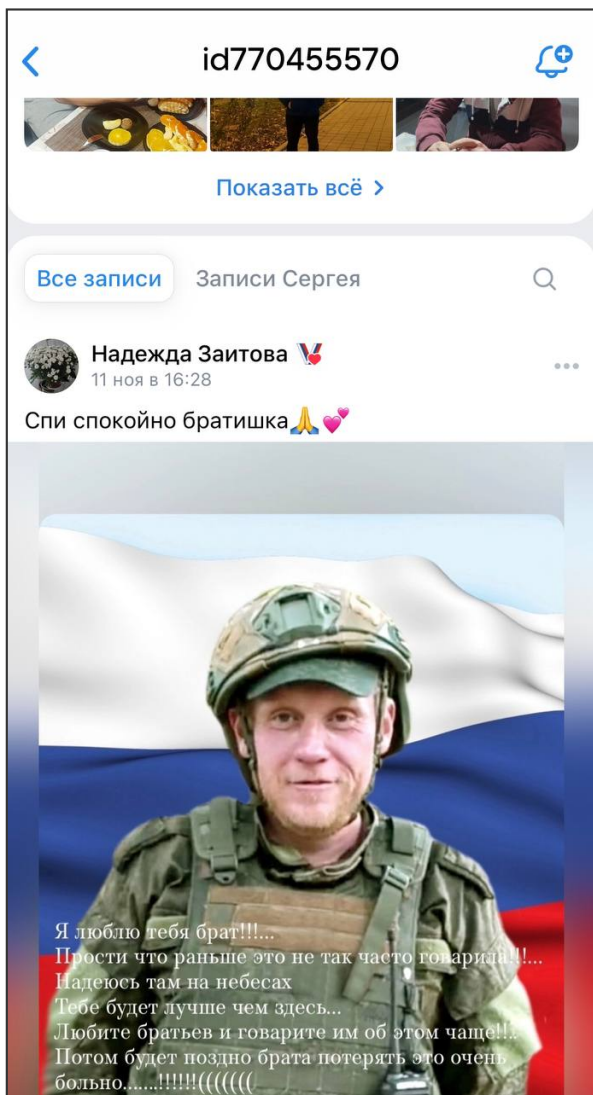 id770455570
Показать всё >
Все записи
Записи Сергея
Надежда Заитова
11 ноя в 16:28
Спи спокойно братишка🙏💕
Я люблю тебя брат!!!...
Прости что раньше это не так часто говарила!!!...
Надеюсь там на небесах
Тебе будет лучше чем здесь...
Любите братьев и говарите им об этом чаще!!!.
Потом будет поздно брата потерять это очень
больно.......!!!!!!(((((((